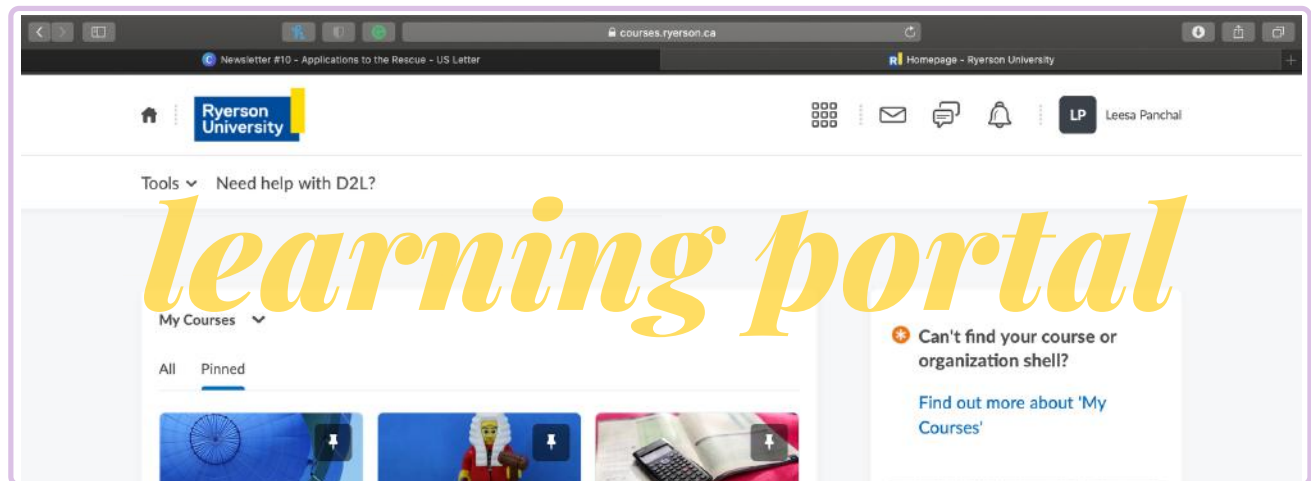 courses.ryerson.ca
Newsletter #10 - Applications to the Rescue - US Letter
Homepage - Ryerson University
Ryerson
University
LP
Leesa Panchal
Tools
Need help with D2L?
learning portal
My Courses
All Pinned
Can't find your course or
organization shell?
Find out more about 'My
Courses'